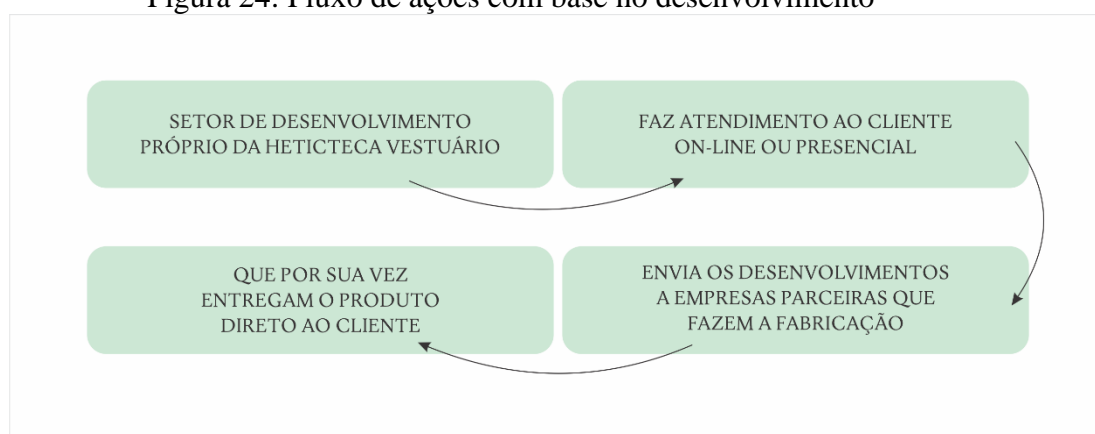 Figura 24: Fluxo de ações com base no desenvolvimento
SETOR DE DESENVOLVIMENTO
PRÓPRIO DA HETICTECA VESTUÁRIO
FAZ ATENDIMENTO AO CLIENTE
ON-LINE OU PRESENCIAL
ENVIA OS DESENVOLVIMENTOS
A EMPRESAS PARCEIRAS QUE
FAZEM A FABRICAÇÃO
QUE POR SUA VEZ
ENTREGAM O PRODUTO
DIRETO AO CLIENTE